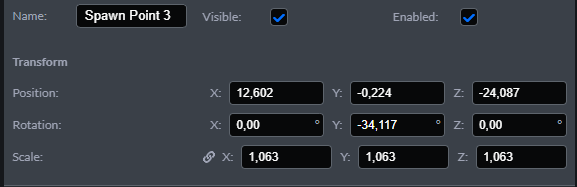 Name: Spawn Point 3 Visible: Enabled:
Transform
Position: X: 12,602 Y: -0,224 Z: -24,087
Rotation: X: 0,00 ° Y: -34,117 ° Z: 0,00 °
Scale: X: 1,063 Y: 1,063 Z: 1,063